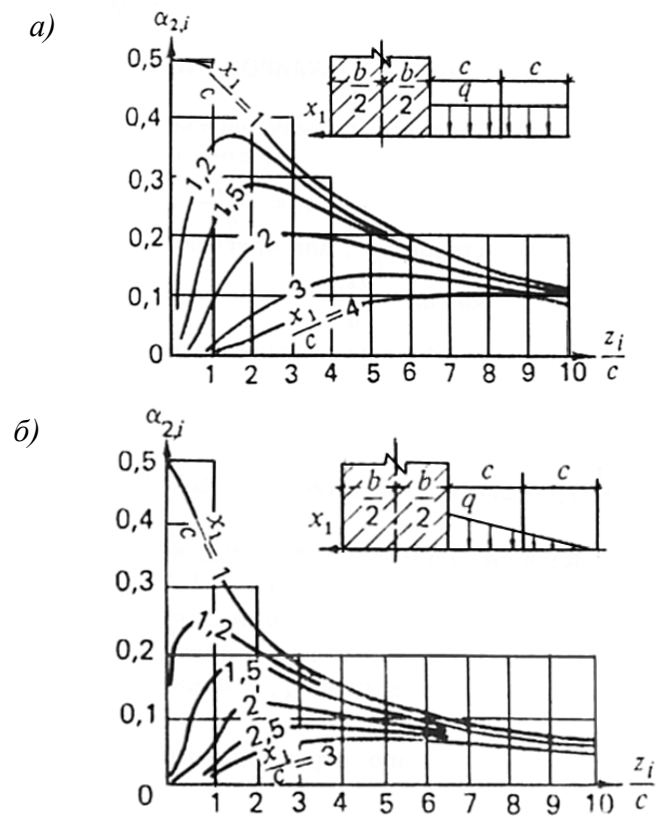 а)
α2,i
0,5
0,4
0,3
0,2
0,1
0
x1/c = 1
1,2
1,5
2
3
x1/c = 4
b/2 b/2 c c
q
x1
1 2 3 4 5 6 7 8 9 10
zi/c
б)
α2,i
0,5
0,4
0,3
0,2
0,1
0
x1/c = 1
1,2
1,5
2
2,5
x1/c = 3
b/2 b/2 c c
q
x1
1 2 3 4 5 6 7 8 9 10
zi/c